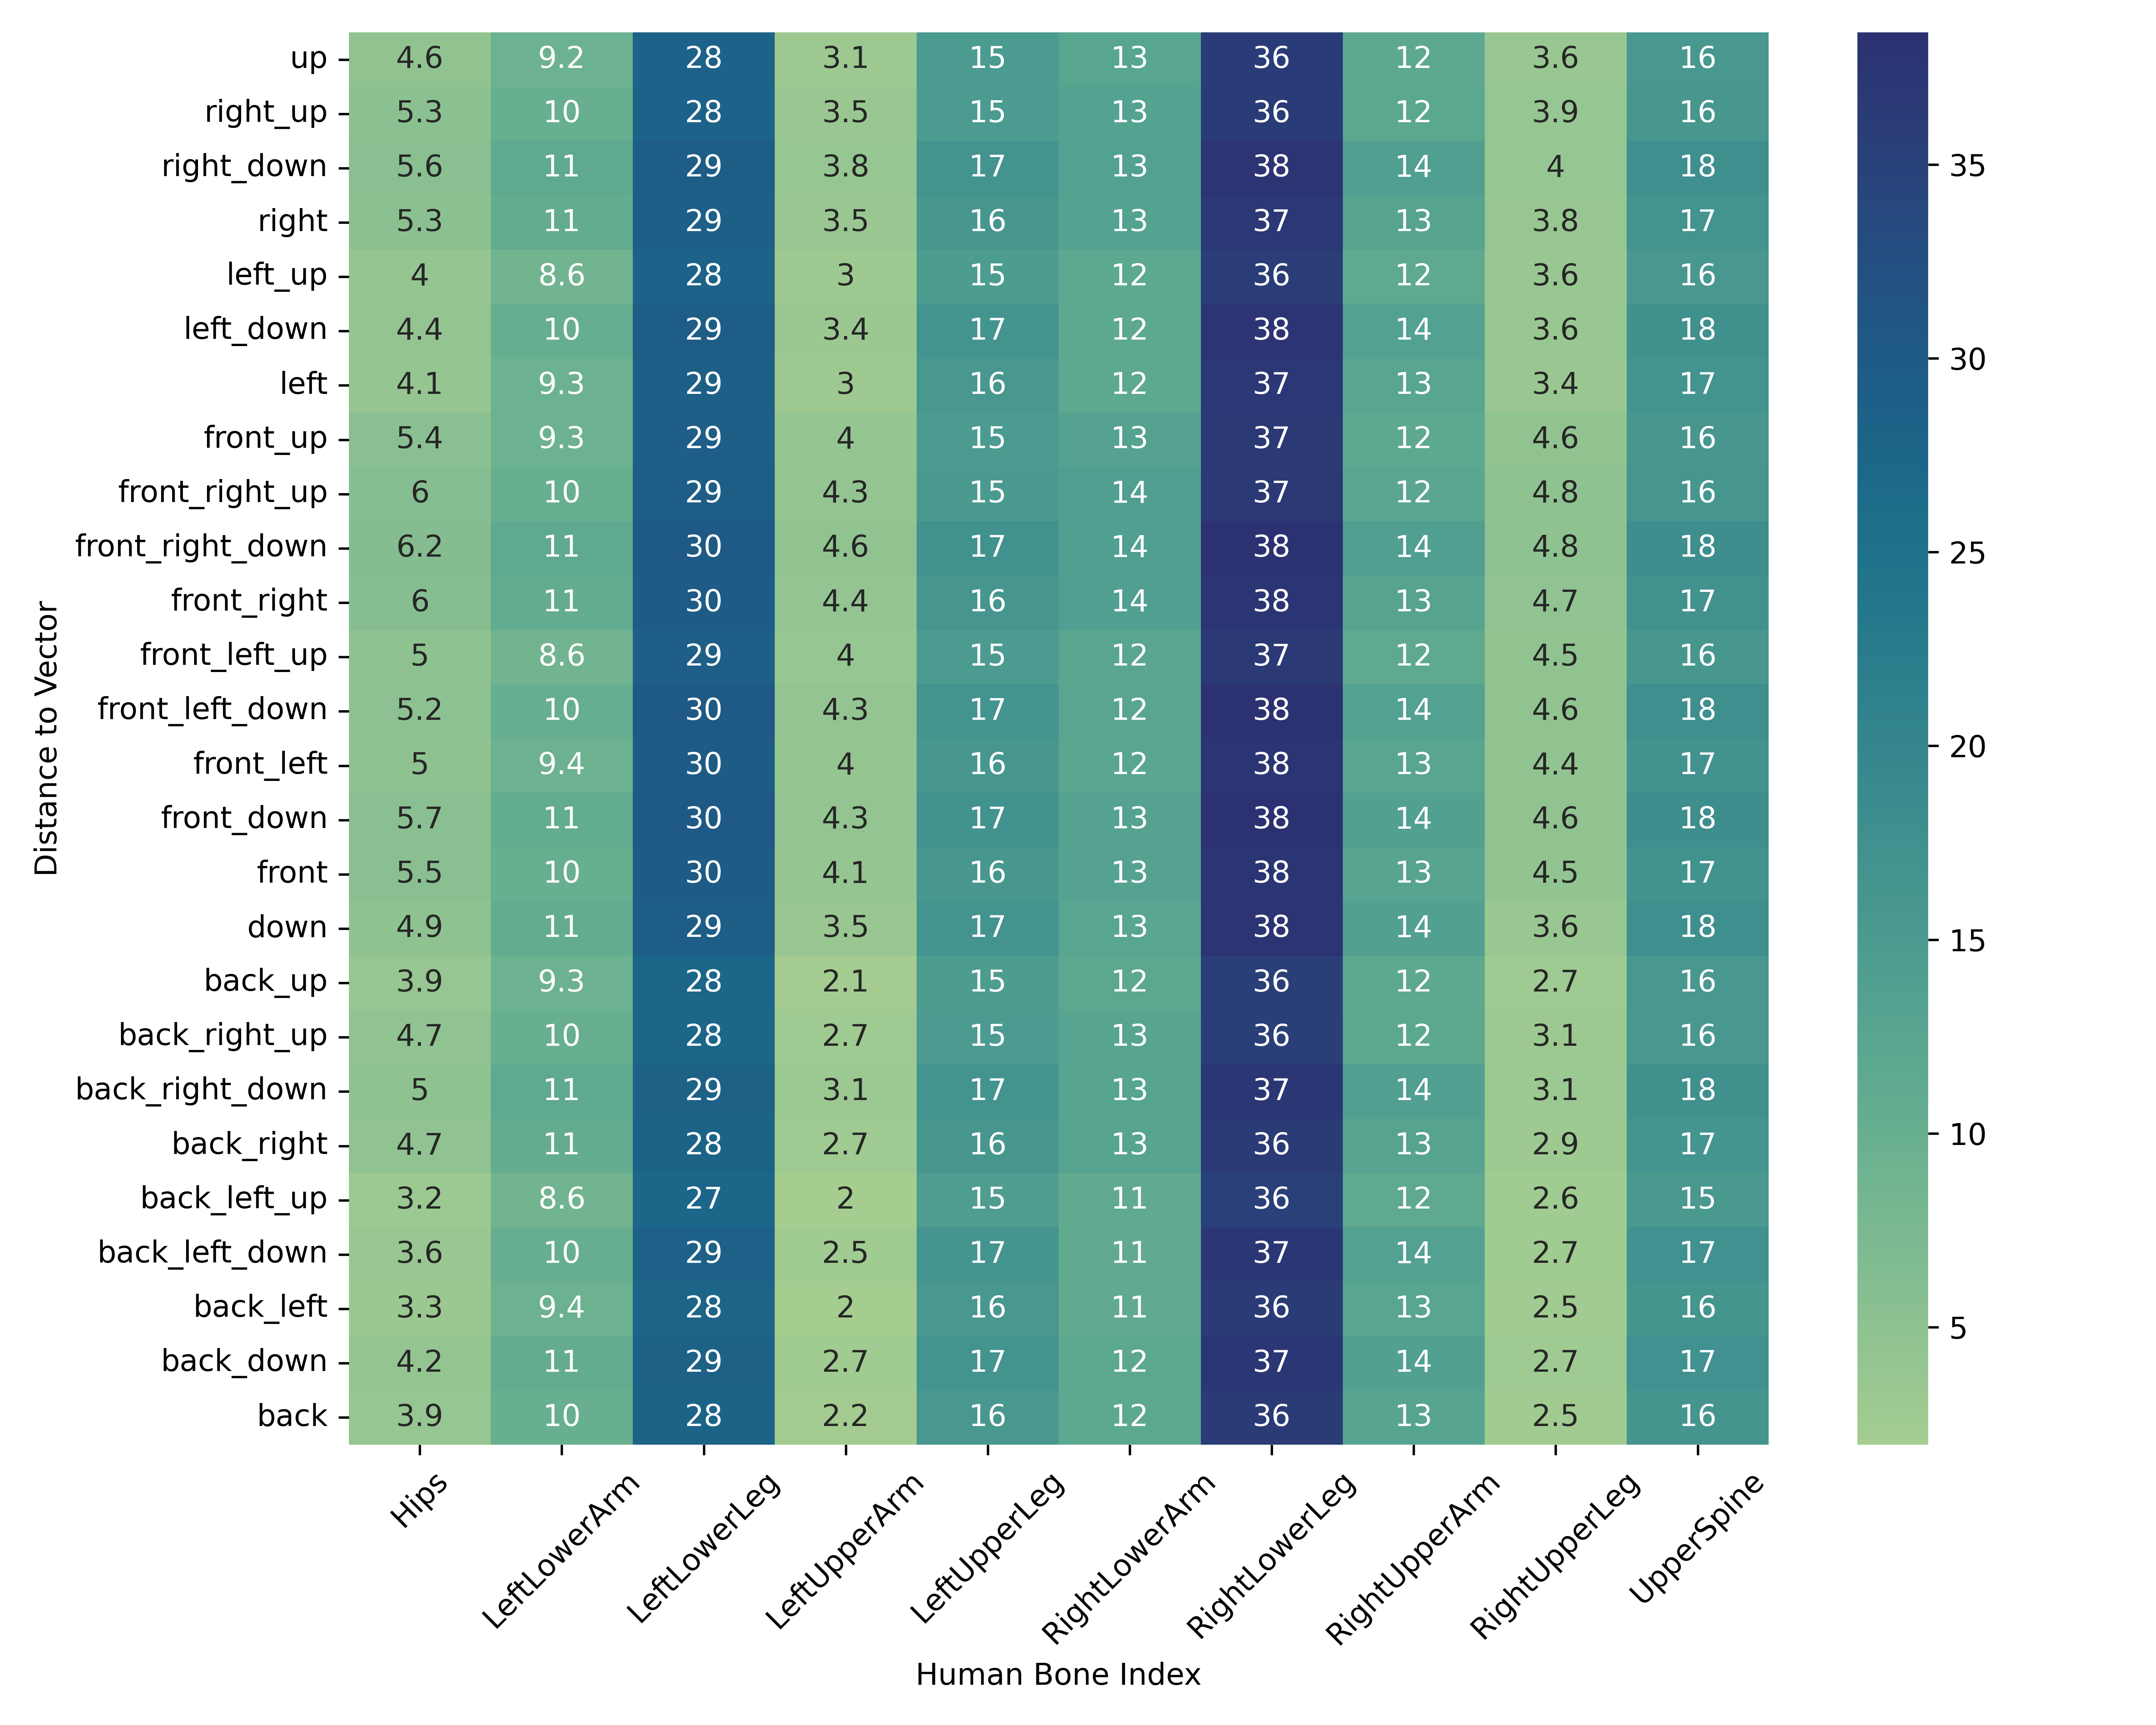 up 4.6 9.2 28 3.1 15 13 36 12 3.6 16
right_up 5.3 10 28 3.5 15 13 36 12 3.9 16
right_down 5.6 11 29 3.8 17 13 38 14 4 18
right 5.3 11 29 3.5 16 13 37 13 3.8 17
left_up 4 8.6 28 3 15 12 36 12 3.6 16
left_down 4.4 10 29 3.4 17 12 38 14 3.6 18
left 4.1 9.3 29 3 16 12 37 13 3.4 17
front_up 5.4 9.3 29 4 15 13 37 12 4.6 16
front_right_up 6 10 29 4.3 15 14 37 12 4.8 16
front_right_down 6.2 11 30 4.6 17 14 38 14 4.8 18
front_right 6 11 30 4.4 16 14 38 13 4.7 17
front_left_up 5 8.6 29 4 15 12 37 12 4.5 16
front_left_down 5.2 10 30 4.3 17 12 38 14 4.6 18
front_left 5 9.4 30 4 16 12 38 13 4.4 17
front_down 5.7 11 30 4.3 17 13 38 14 4.6 18
front 5.5 10 30 4.1 16 13 38 13 4.5 17
down 4.9 11 29 3.5 17 13 38 14 3.6 18
back_up 3.9 9.3 28 2.1 15 12 36 12 2.7 16
back_right_up 4.7 10 28 2.7 15 13 36 12 3.1 16
back_right_down 5 11 29 3.1 17 13 37 14 3.1 18
back_right 4.7 11 28 2.7 16 13 36 13 2.9 17
back_left_up 3.2 8.6 27 2 15 11 36 12 2.6 15
back_left_down 3.6 10 29 2.5 17 11 37 14 2.7 17
back_left 3.3 9.4 28 2 16 11 36 13 2.5 16
back_down 4.2 11 29 2.7 17 12 37 14 2.7 17
back 3.9 10 28 2.2 16 12 36 13 2.5 16
Distance to Vector
Hips LeftLowerArm LeftLowerLeg LeftUpperArm LeftUpperLeg RightLowerArm RightLowerLeg RightUpperArm RightUpperLeg UpperSpine
Human Bone Index
35
30
25
20
15
10
5